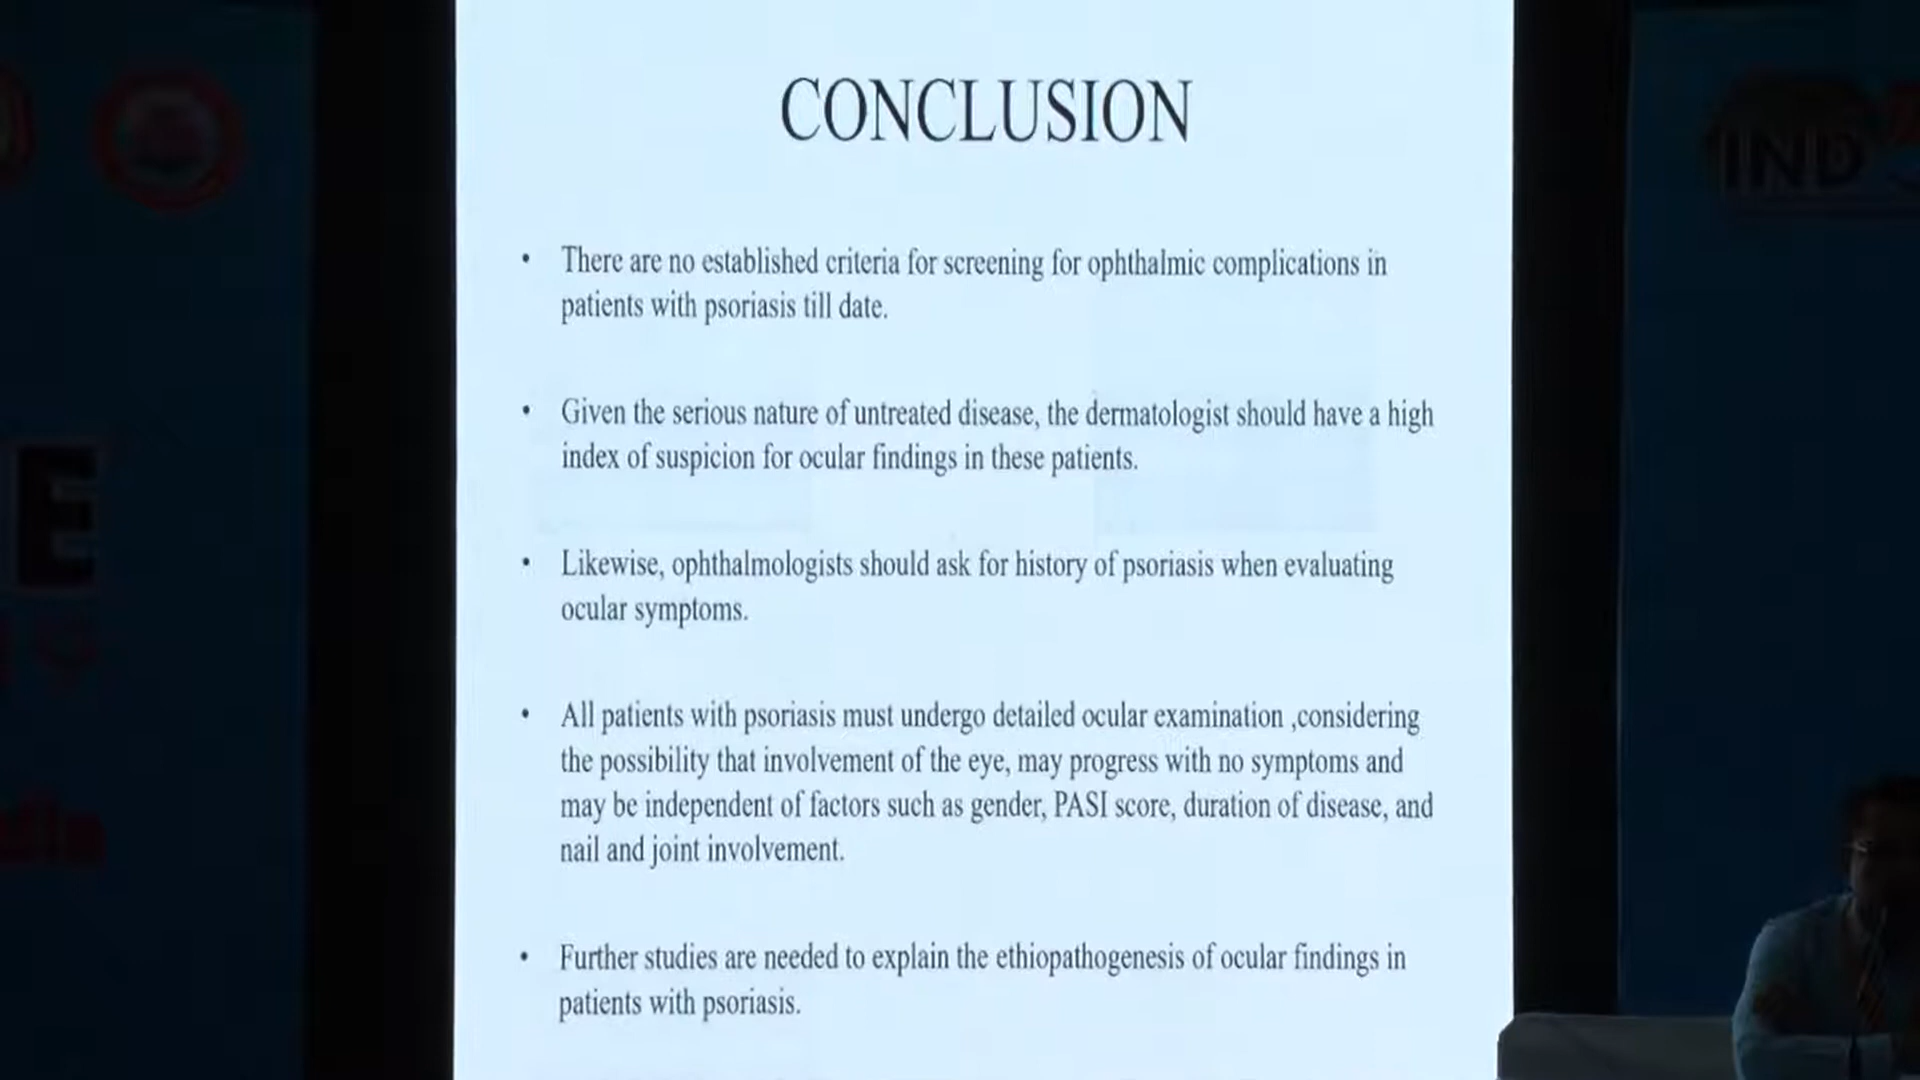 CONCLUSION
• There are no established criteria for screening for ophthalmic complications in
patients with psoriasis till date.
• Given the serious nature of untreated disease, the dermatologist should have a high
index of suspicion for ocular findings in these patients.
• Likewise, ophthalmologists should ask for history of psoriasis when evaluating
ocular symptoms.
• All patients with psoriasis must undergo detailed ocular examination ,considering
the possibility that involvement of the eye, may progress with no symptoms and
may be independent of factors such as gender, PASI score, duration of disease, and
nail and joint involvement.
• Further studies are needed to explain the ethiopathogenesis of ocular findings in
patients with psoriasis.
IND
E